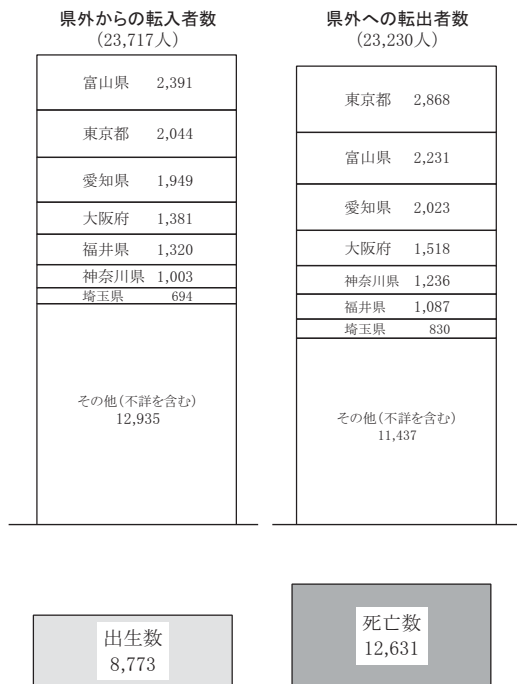 県外からの転入者数
(23,717人)
富山県 2,391
東京都 2,044
愛知県 1,949
大阪府 1,381
福井県 1,320
神奈川県 1,003
埼玉県 694
その他(不詳を含む)
12,935
県外への転出者数
(23,230人)
東京都 2,868
富山県 2,231
愛知県 2,023
大阪府 1,518
神奈川県 1,236
福井県 1,087
埼玉県 830
その他(不詳を含む)
11,437
出生数
8,773
死亡数
12,631